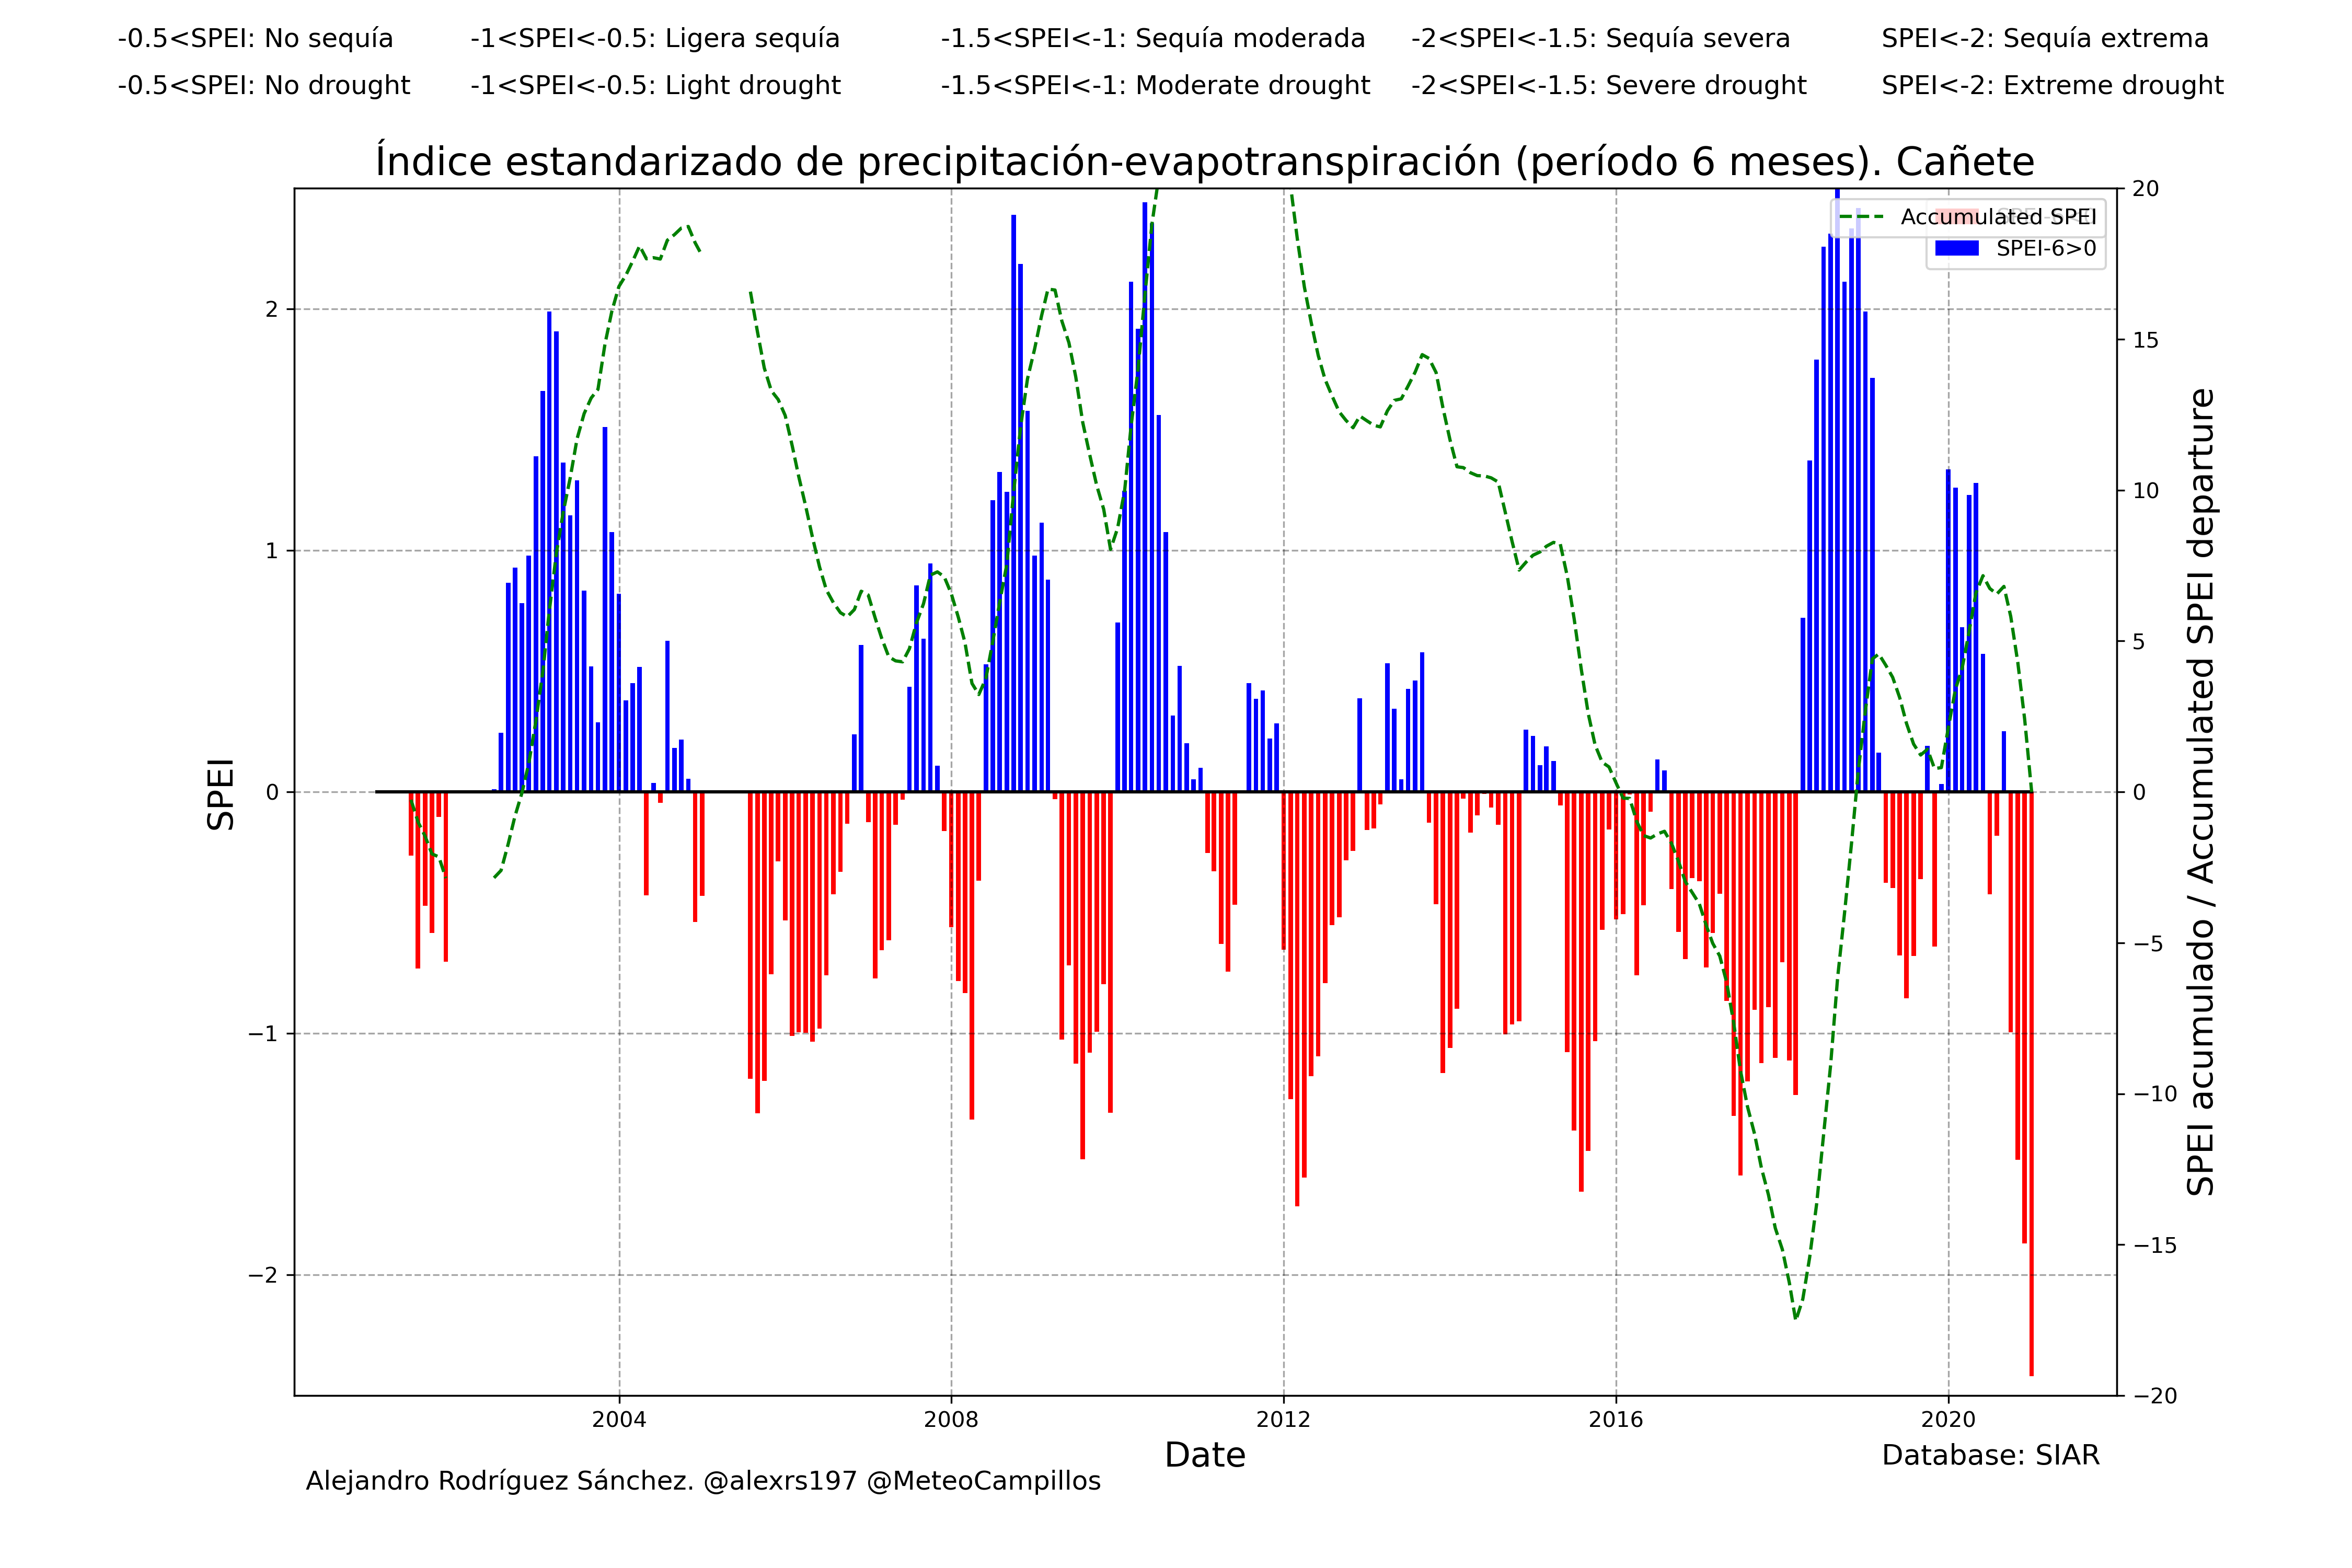 -0.5<SPEI: No sequía -1<SPEI<-0.5: Ligera sequía -1.5<SPEI<-1: Sequía moderada -2<SPEI<-1.5: Sequía severa SPEI<-2: Sequía extrema
-0.5<SPEI: No drought -1<SPEI<-0.5: Light drought -1.5<SPEI<-1: Moderate drought -2<SPEI<-1.5: Severe drought SPEI<-2: Extreme drought
Índice estandarizado de precipitación-evapotranspiración (período 6 meses). Cañete
Accumulated SPEI
SPEI-6>0
SPEI
2
1
0
−1
−2
20
15
10
5
0
−5
−10
−15
−20
SPEI acumulado / Accumulated SPEI departure
2004 2008 2012 2016 2020
Date
Database: SIAR
Alejandro Rodríguez Sánchez. @alexrs197 @MeteoCampillos